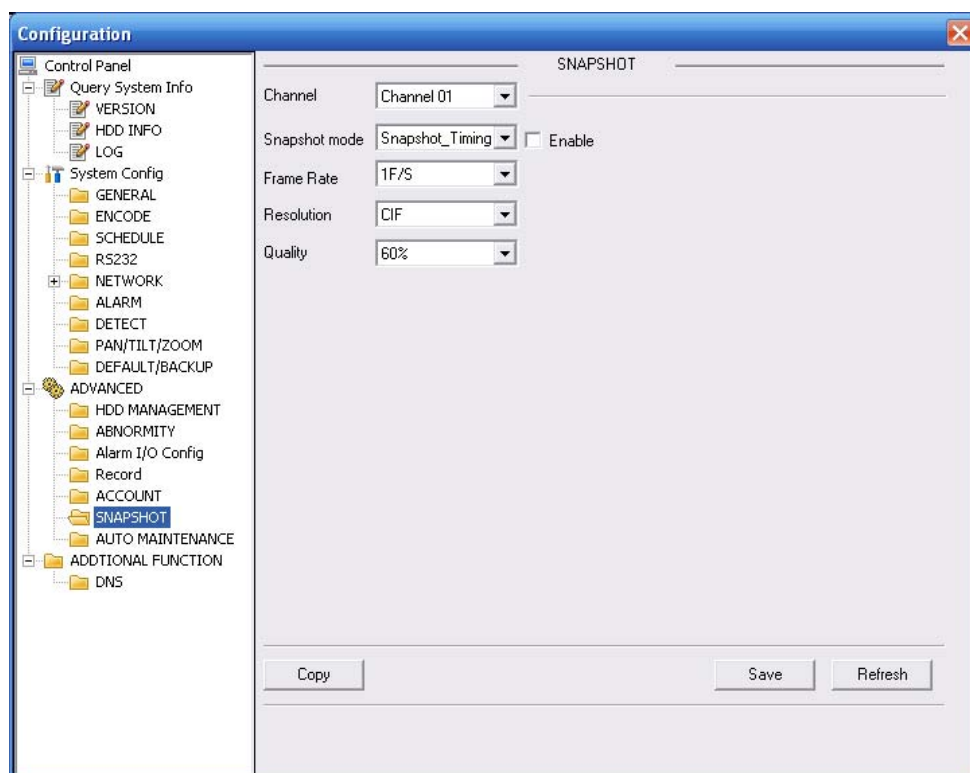 Configuration
Control Panel
Query System Info
VERSION
HDD INFO
LOG
System Config
GENERAL
ENCODE
SCHEDULE
RS232
NETWORK
ALARM
DETECT
PAN/TILT/ZOOM
DEFAULT/BACKUP
ADVANCED
HDD MANAGEMENT
ABNORMITY
Alarm I/O Config
Record
ACCOUNT
SNAPSHOT
AUTO MAINTENANCE
ADDTIONAL FUNCTION
DNS
SNAPSHOT
Channel Channel 01
Snapshot mode Snapshot_Timing Enable
Frame Rate 1F/S
Resolution CIF
Quality 60%
Copy Save Refresh